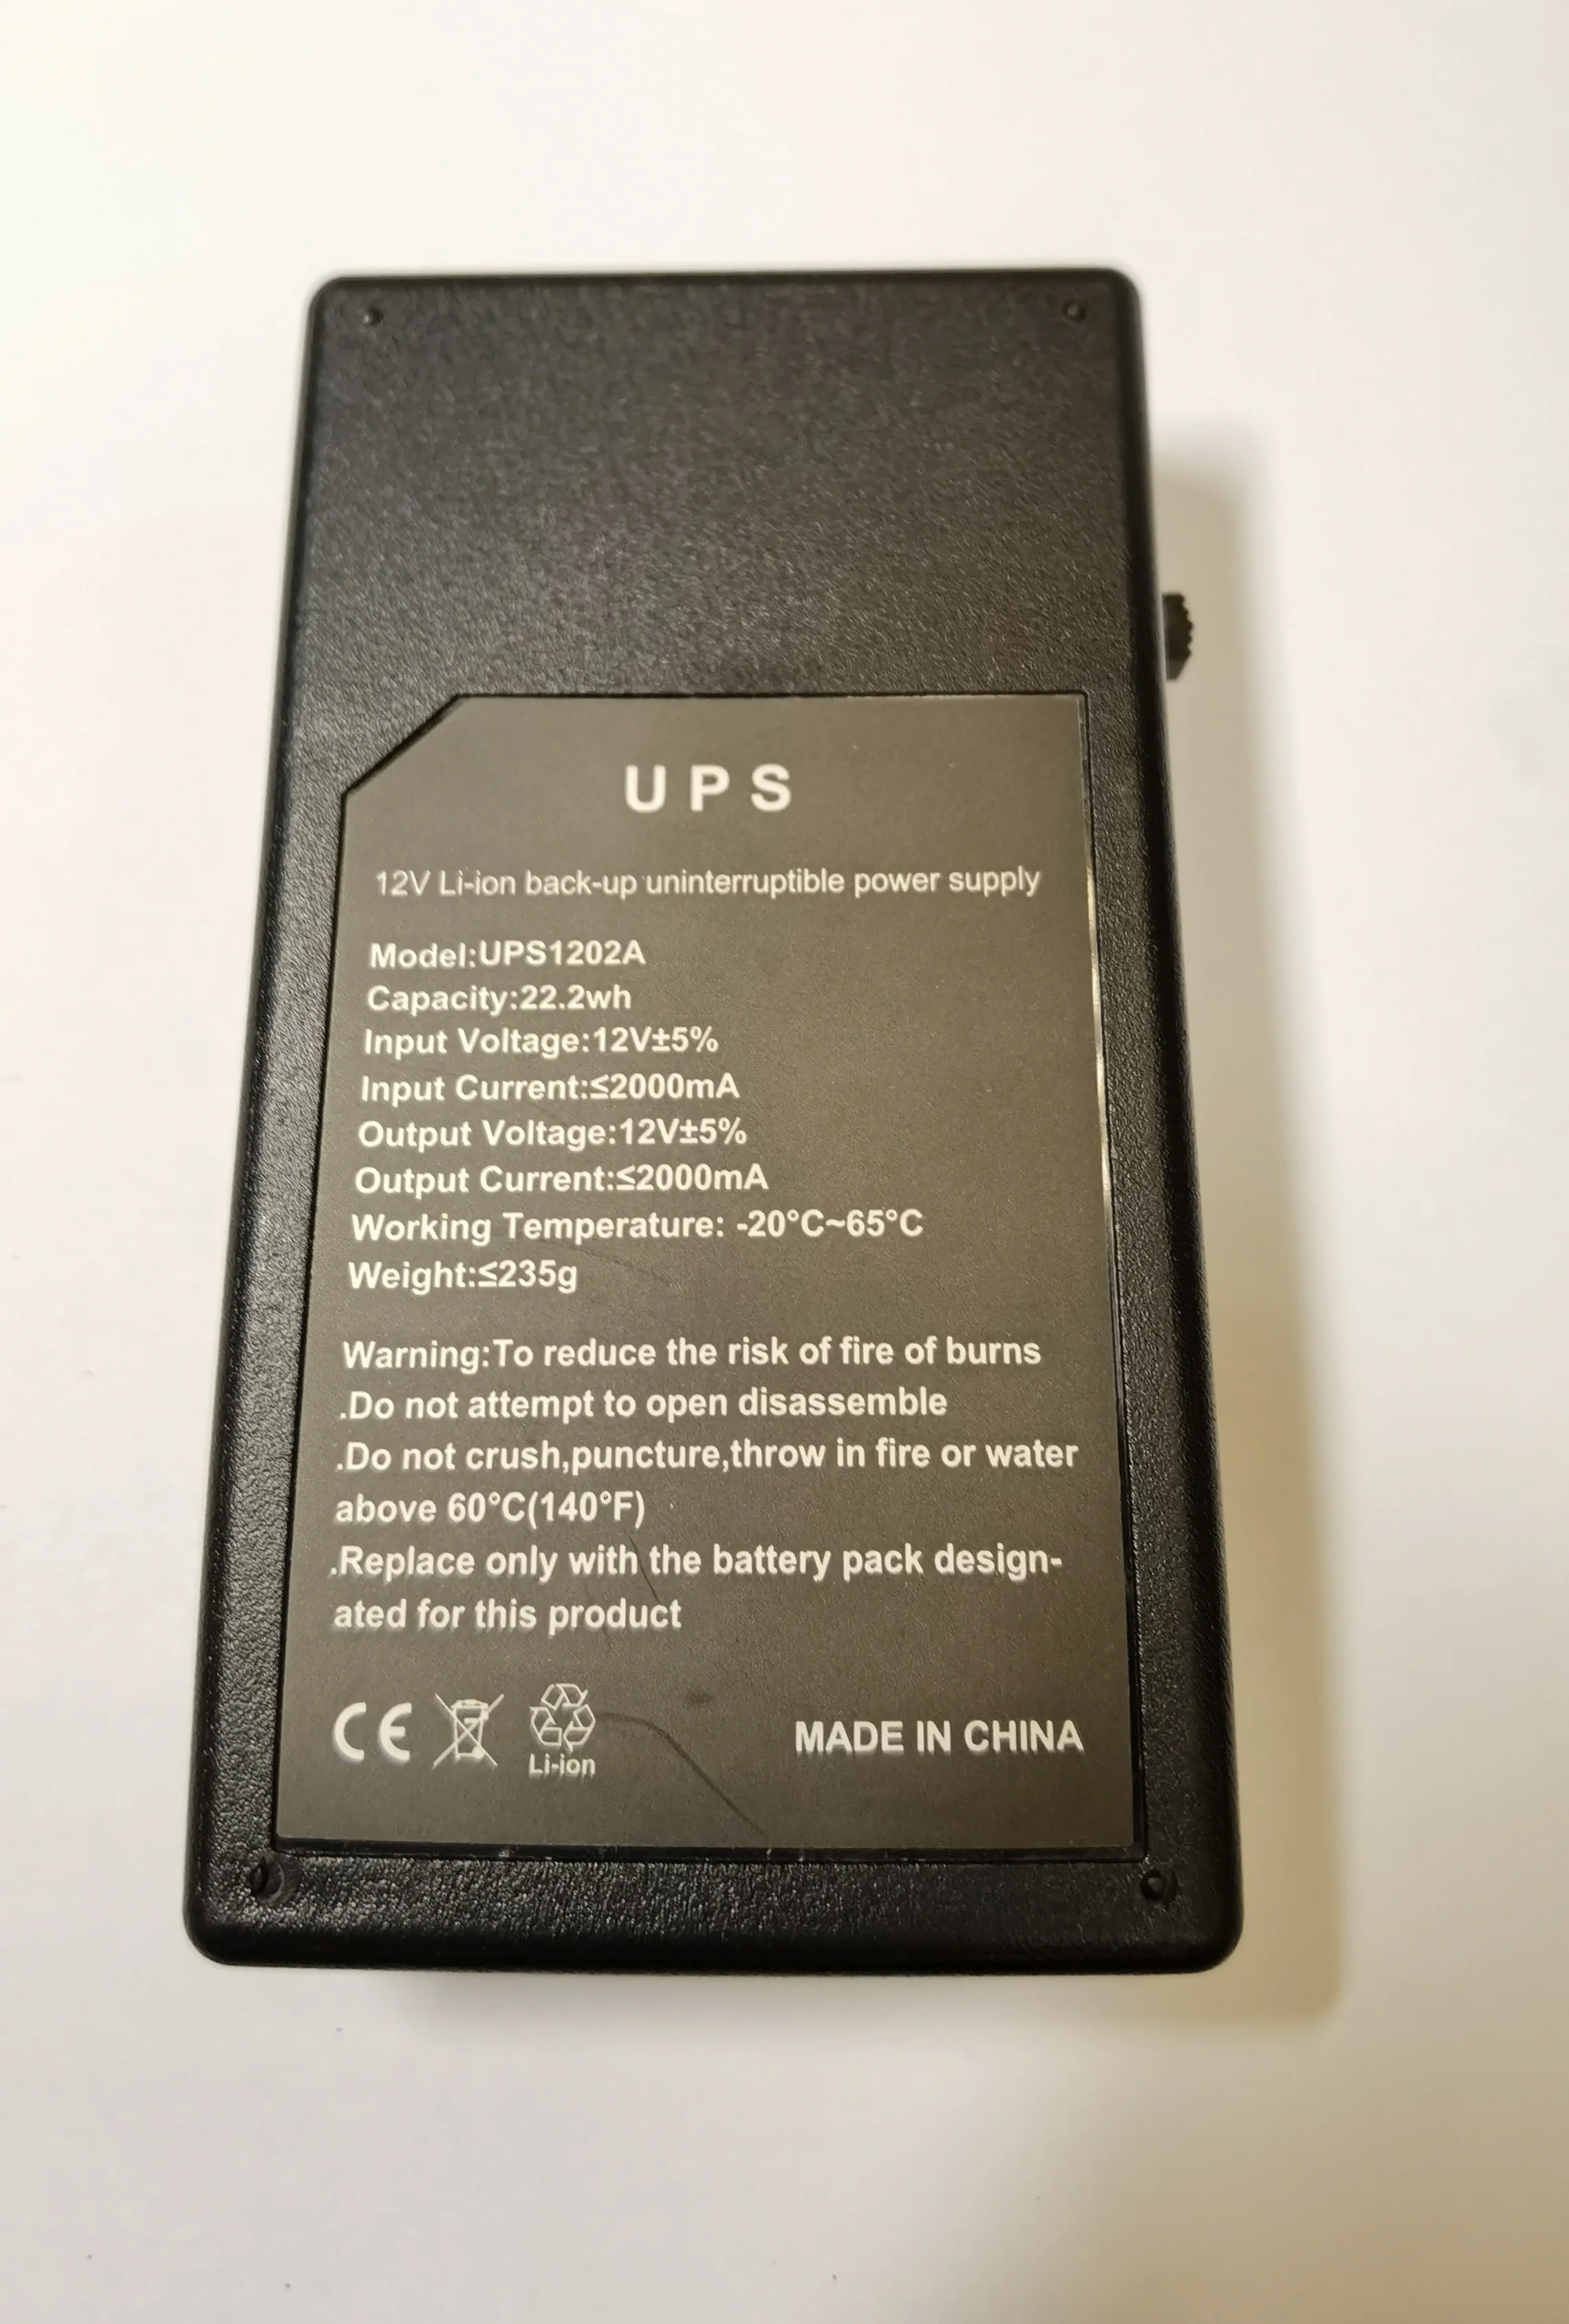 UPS
12V Li-ion back-up uninterruptible power supply
Model:UPS1202A
Capacity:22.2wh
Input Voltage:12V±5%
Input Current:≤2000mA
Output Voltage:12V±5%
Output Current:≤2000mA
Working Temperature: -20°C~65°C
Weight:≤235g
Warning:To reduce the risk of fire of burns
.Do not attempt to open disassemble
.Do not crush,puncture,throw in fire or water
above 60°C(140°F)
.Replace only with the battery pack design-
ated for this product
CE
Li-ion
MADE IN CHINA